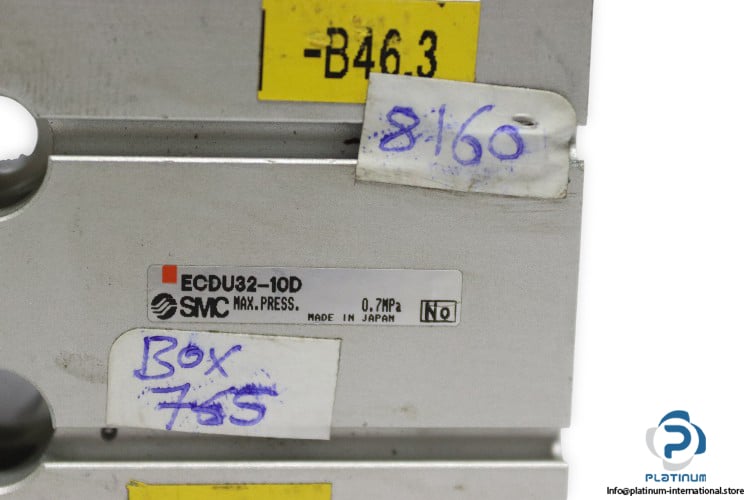 -B46.3
8160
ECDU32-10D
SMC MAX.PRESS. 0.7MPa
MADE IN JAPAN NO
BOX
765
PLATINUM
Info@platinum-international.store